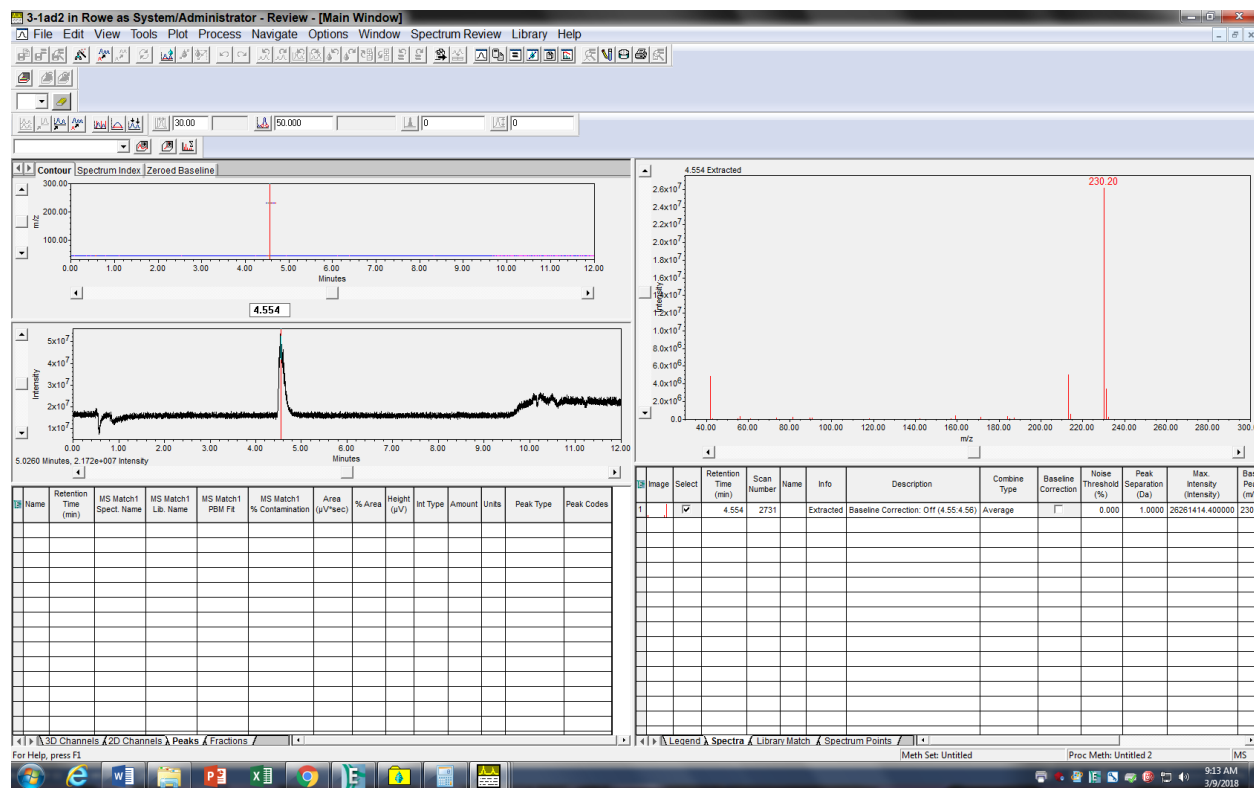 3-1ad2 in Rowe as System/Administrator - Review - [Main Window]
File Edit View Tools Plot Process Navigate Options Window Spectrum Review Library Help
30.00 50.000 0 0
Contour Spectrum Index Zeroed Baseline
300.00
200.00
100.00
m/z
0.00 1.00 2.00 3.00 4.00 5.00 6.00 7.00 8.00 9.00 10.00 11.00 12.00
Minutes
4.554
5x107
4x107
3x107
2x107
1x107
Intensity
0.00 1.00 2.00 3.00 4.00 5.00 6.00 7.00 8.00 9.00 10.00 11.00 12.00
Minutes
5.0260 Minutes, 2.172e+007 Intensity
Name Retention Time (min) MS Match1 Spect. Name MS Match1 Lib. Name MS Match1 PBM Fit MS Match1 % Contamination Area (µV*sec) % Area Height (µV) Int Type Amount Units Peak Type Peak Codes
3D Channels 2D Channels Peaks Fractions
4.554 Extracted
230.20
2.6x107
2.4x107
2.2x107
2.0x107
1.8x107
1.6x107
1.4x107
1.2x107
1.0x107
8.0x106
6.0x106
4.0x106
2.0x106
0.0
Intensity
40.00 60.00 80.00 100.00 120.00 140.00 160.00 180.00 200.00 220.00 240.00 260.00 280.00 300.0
m/z
Image Select Retention Time (min) Scan Number Name Info Description Combine Type Baseline Correction Noise Threshold (%) Peak Separation (Da) Max. Intensity (Intensity) Bas Pea (m/
1 4.554 2731 Extracted Baseline Correction: Off (4.55:4.56) Average 0.000 1.0000 26261414.400000 230
Legend Spectra Library Match Spectrum Points
For Help, press F1 Meth Set: Untitled Proc Meth: Untitled 2 MS
9:13 AM
3/9/2018